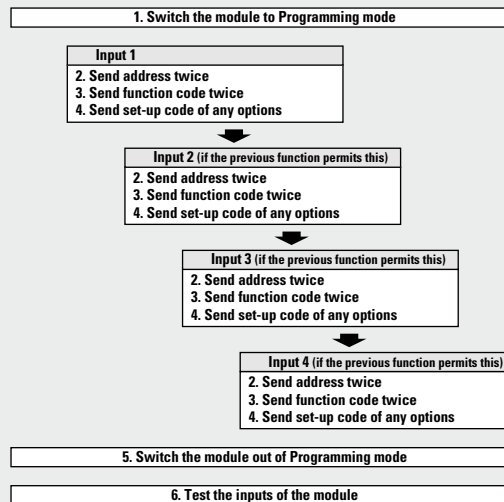 1. Switch the module to Programming mode
Input 1
2. Send address twice
3. Send function code twice
4. Send set-up code of any options
Input 2 (if the previous function permits this)
2. Send address twice
3. Send function code twice
4. Send set-up code of any options
Input 3 (if the previous function permits this)
2. Send address twice
3. Send function code twice
4. Send set-up code of any options
Input 4 (if the previous function permits this)
2. Send address twice
3. Send function code twice
4. Send set-up code of any options
5. Switch the module out of Programming mode
6. Test the inputs of the module